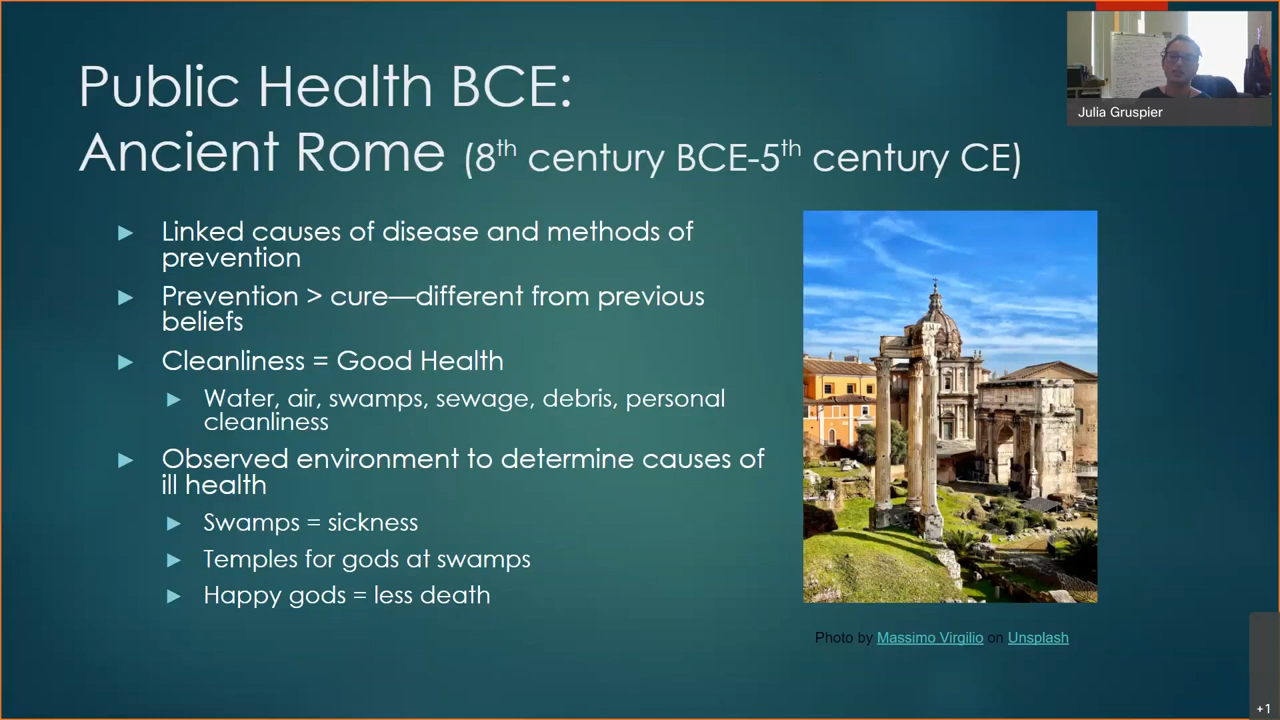 Public Health BCE:
Ancient Rome (8th century BCE-5th century CE)
Julia Gruspier
► Linked causes of disease and methods of
prevention
► Prevention > cure—different from previous
beliefs
► Cleanliness = Good Health
► Water, air, swamps, sewage, debris, personal
cleanliness
► Observed environment to determine causes of
ill health
► Swamps = sickness
► Temples for gods at swamps
► Happy gods = less death
Photo by Massimo Virgilio on Unsplash
+1